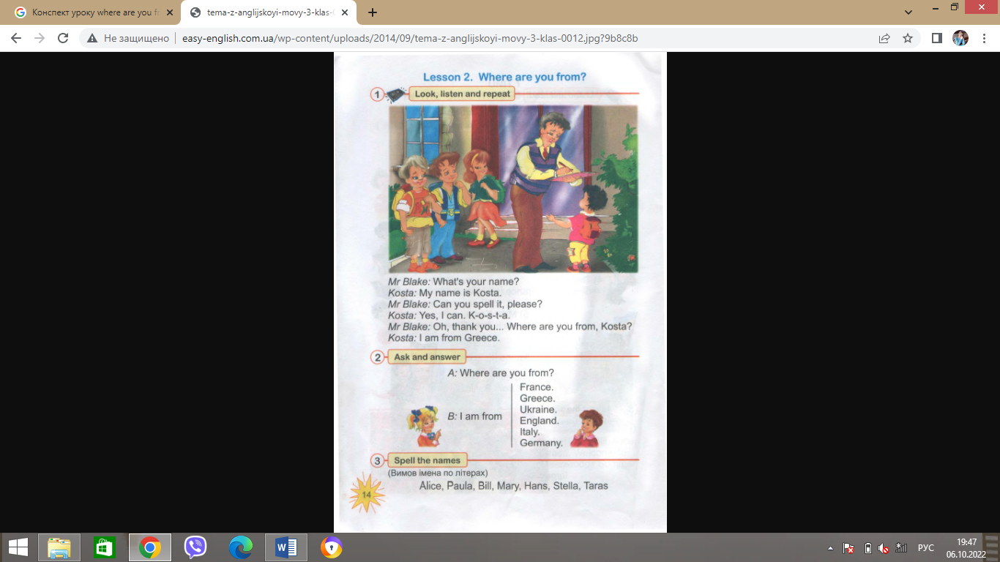 Конспект уроку where are you fr
tema-z-anglijskoyi-movy-3-klas-0
Не защищено
easy-english.com.ua/wp-content/uploads/2014/09/tema-z-anglijskoyi-movy-3-klas-0012.jpg?9b8c8b
Lesson 2. Where are you from?
1 Look, listen and repeat
Mr Blake: What's your name?
Kosta: My name is Kosta.
Mr Blake: Can you spell it, please?
Kosta: Yes, I can. K-o-s-t-a.
Mr Blake: Oh, thank you... Where are you from, Kosta?
Kosta: I am from Greece.
2 Ask and answer
A: Where are you from?
France.
Greece.
Ukraine.
B: I am from
England.
Italy.
Germany.
3 Spell the names
(Вимов імена по літерах)
Alice, Paula, Bill, Mary, Hans, Stella, Taras
14
РУС
19:47
06.10.2022